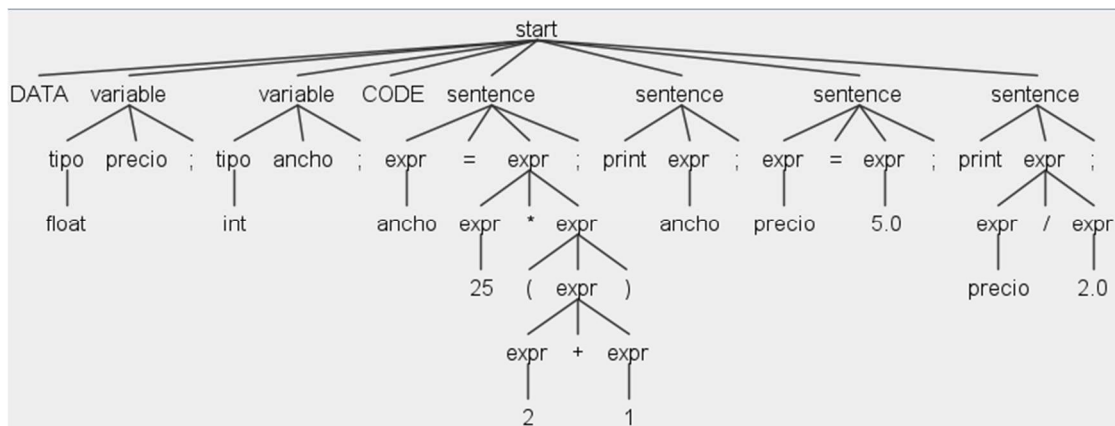 start
DATA variable variable CODE sentence sentence sentence sentence
tipo precio ; tipo ancho ; expr = expr ; print expr ; expr = expr ; print expr ;
float int ancho expr * expr ancho precio 5.0 expr / expr
25 ( expr ) precio 2.0
expr + expr
2 1